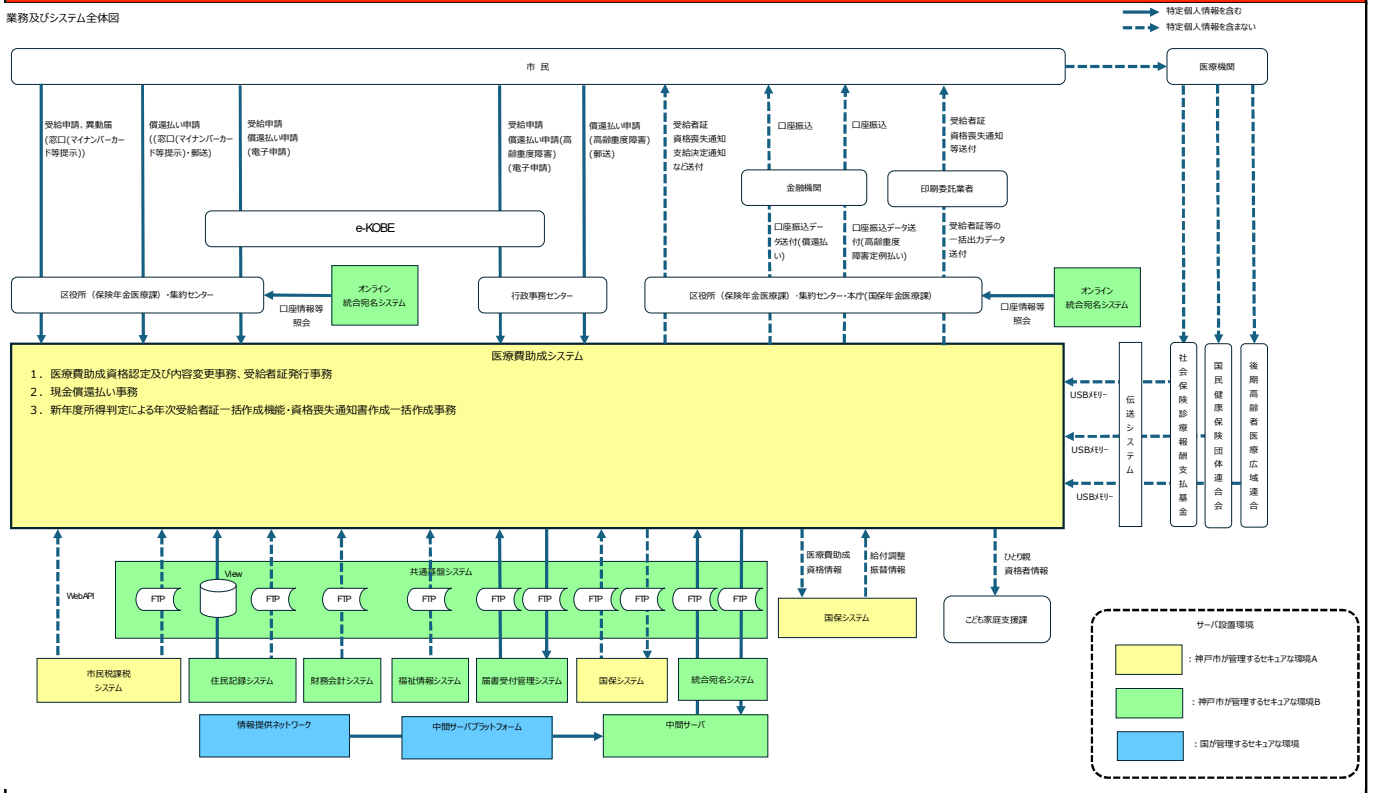 業務及びシステム全体図
特定個人情報を含む
特定個人情報を含まない
市 民
医療機関
受給申請、異動届
(窓口(マイナンバーカー
ド等提示))
償還払い申請
((窓口(マイナンバーカー
ド等提示)・郵送)
受給申請
償還払い申請
(電子申請)
受給申請
償還払い申請(高
齢重度障害)
(電子申請)
償還払い申請
(高齢重度障害)
(郵送)
受給者証
資格喪失通知
支給決定通知
など送付
口座振込
口座振込
受給者証
資格喪失通知
等送付
金融機関
印刷委託業者
e-KOBE
口座振込デー
タ送付(償還払
い)
口座振込データ送
付(高齢重度
障害定例払い)
受給者証等の
一括出力データ
送付
区役所（保険年金医療課）・集約センター
口座情報等
照会
オンライン
統合宛名システム
行政事務センター
区役所（保険年金医療課）・集約センター・本庁(国保年金医療課)
口座情報等
照会
オンライン
統合宛名システム
医療費助成システム
1．医療費助成資格認定及び内容変更事務、受給者証発行事務
2．現金償還払い事務
3．新年度所得判定による年次受給者証一括作成機能・資格喪失通知書作成一括作成事務
USBメモリー
USBメモリー
USBメモリー
伝送システム
社会保険診療報酬支払基金
国民健康保険団体連合会
後期高齢者医療広域連合
WebAPI
共通基盤システム
FTP
View
FTP
FTP
FTP
FTP
FTP
FTP
FTP
FTP
FTP
医療費助成
資格情報
給付調整
振替情報
ひとり親
資格者情報
国保システム
こども家庭支援課
市民税課税
システム
住民記録システム
財務会計システム
福祉情報システム
届書受付管理システム
国保システム
統合宛名システム
情報提供ネットワーク
中間サーバプラットフォーム
中間サーバ
サーバ設置環境
：神戸市が管理するセキュアな環境A
：神戸市が管理するセキュアな環境B
：国が管理するセキュアな環境